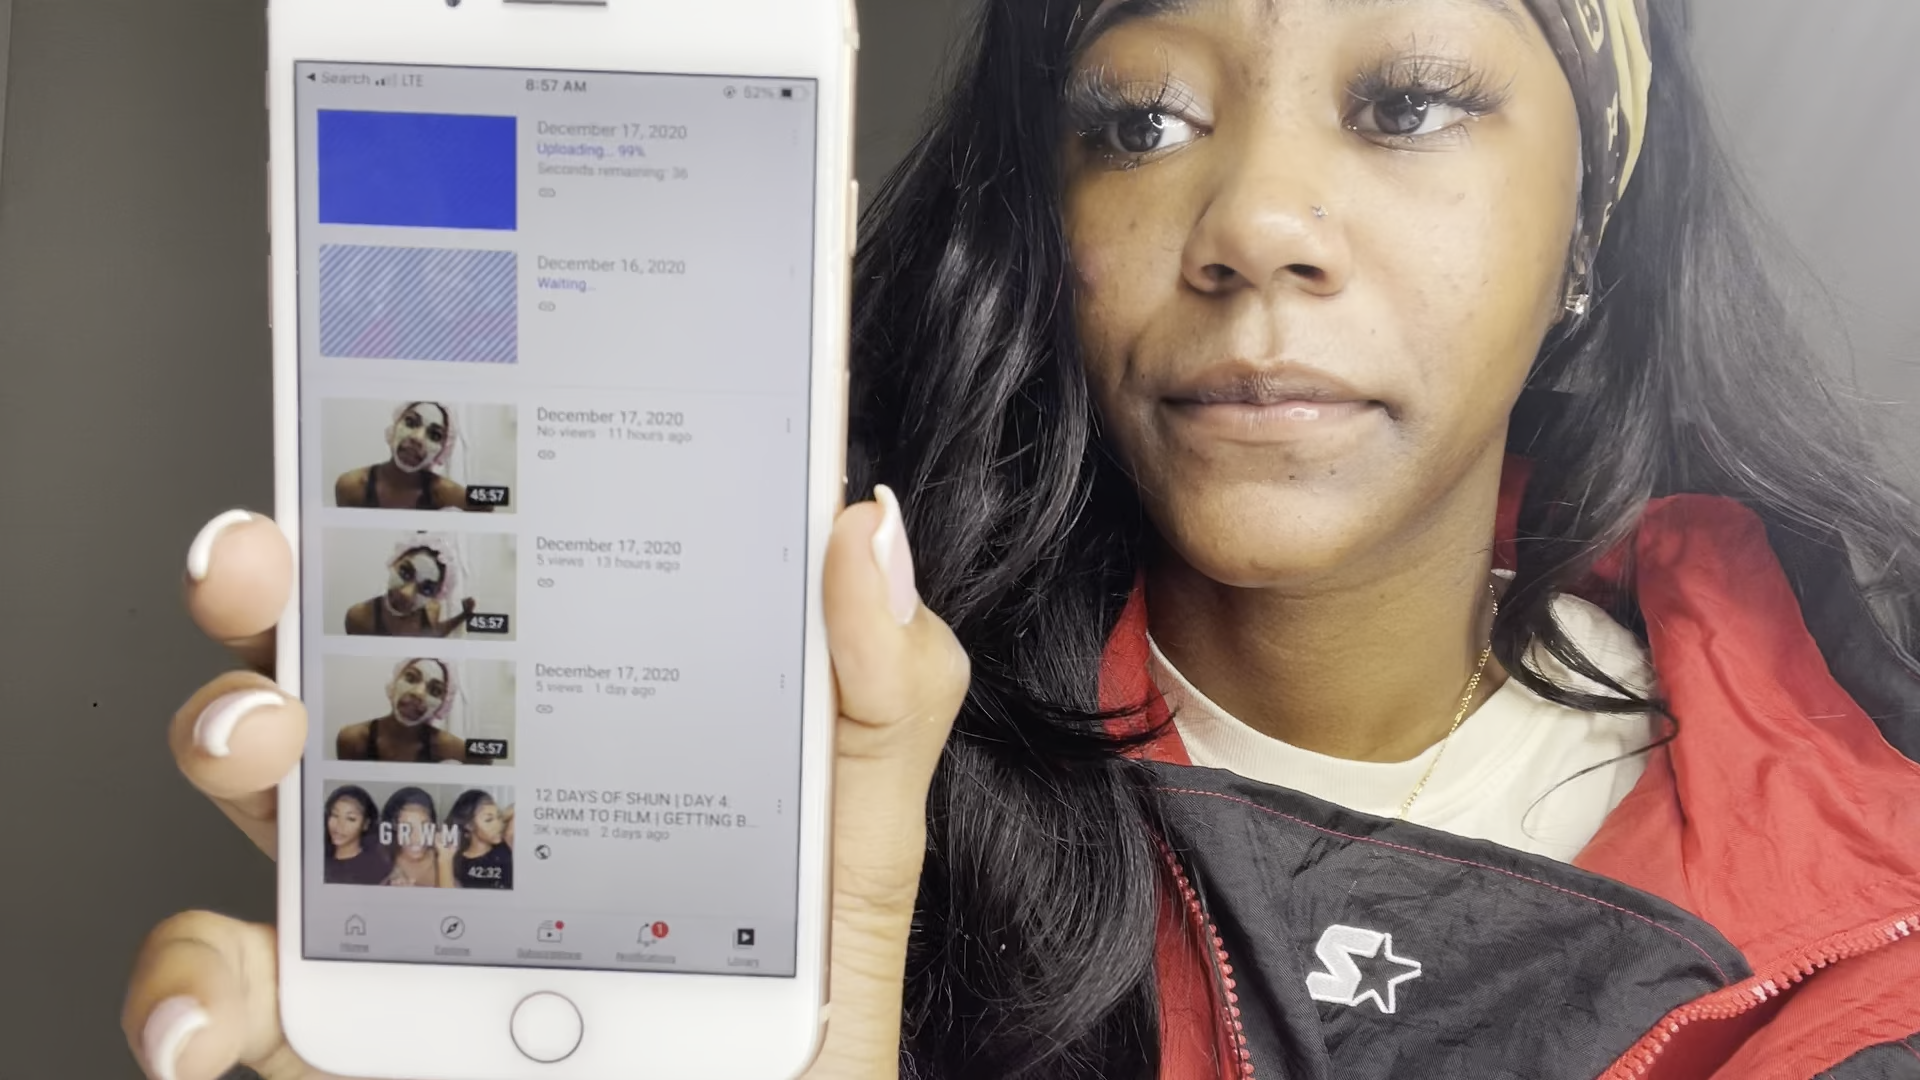 Search LTE 8:57 AM 52%
December 17, 2020
Uploading... 99%
Seconds remaining: 36
December 16, 2020
Waiting...
December 17, 2020
No views · 11 hours ago
45:57
December 17, 2020
5 views · 13 hours ago
45:57
December 17, 2020
5 views · 1 day ago
45:57
12 DAYS OF SHUN | DAY 4:
GRWM TO FILM | GETTING B...
3K views · 2 days ago
GRWM
42:32
1
Home Explore Subscriptions Notifications Library
S